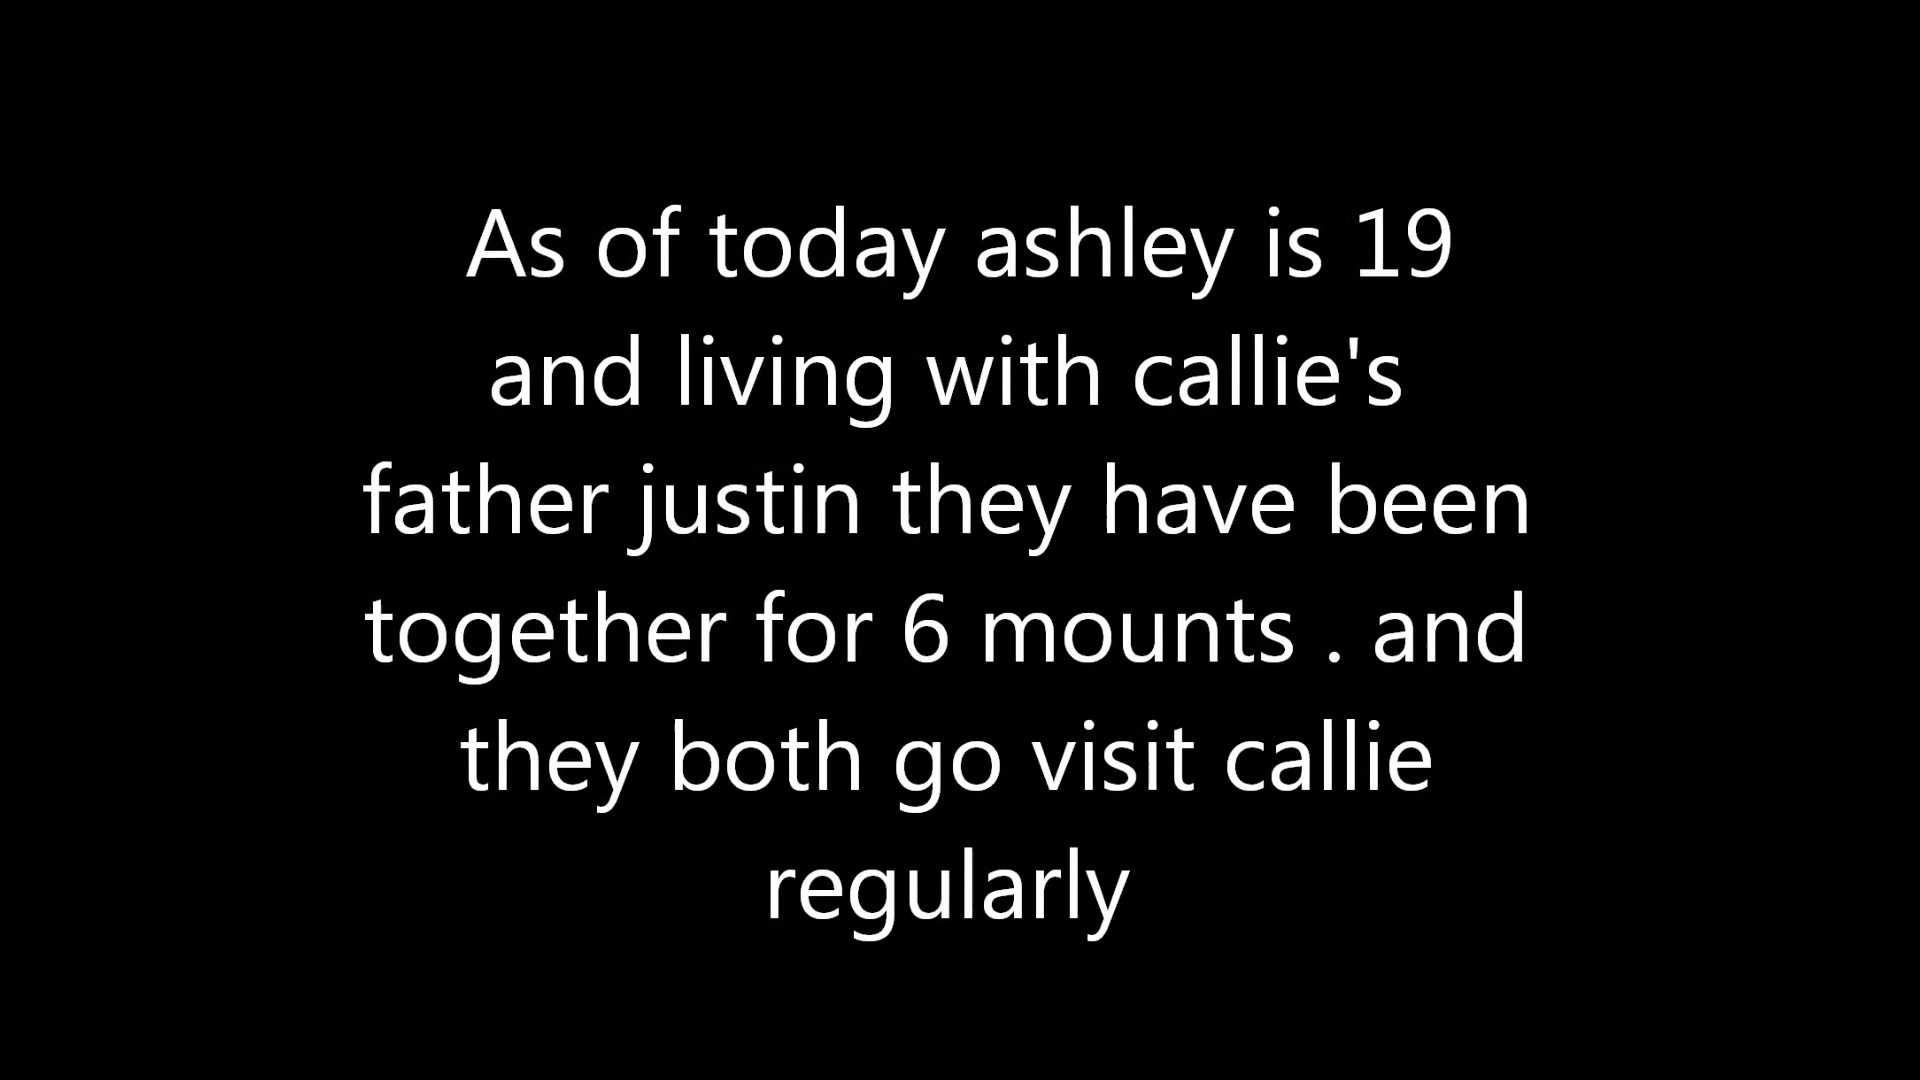 As of today ashley is 19
and living with callie's
father justin they have been
together for 6 mounts . and
they both go visit callie
regularly